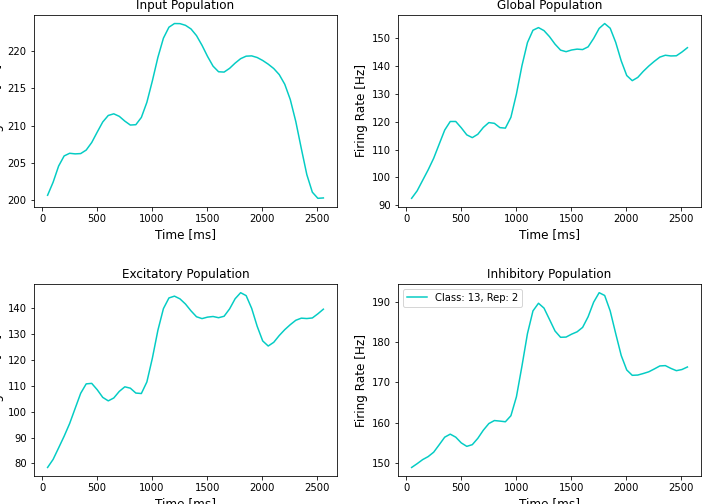 Input Population
Global Population
220
215
210
205
200
0 500 1000 1500 2000 2500
Time [ms]
Firing Rate [Hz]
150
140
130
120
110
100
90
0 500 1000 1500 2000 2500
Time [ms]
Excitatory Population
Inhibitory Population
140
130
120
110
100
90
80
0 500 1000 1500 2000 2500
Time [ms]
Firing Rate [Hz]
190
180
170
160
150
Class: 13, Rep: 2
0 500 1000 1500 2000 2500
Time [ms]